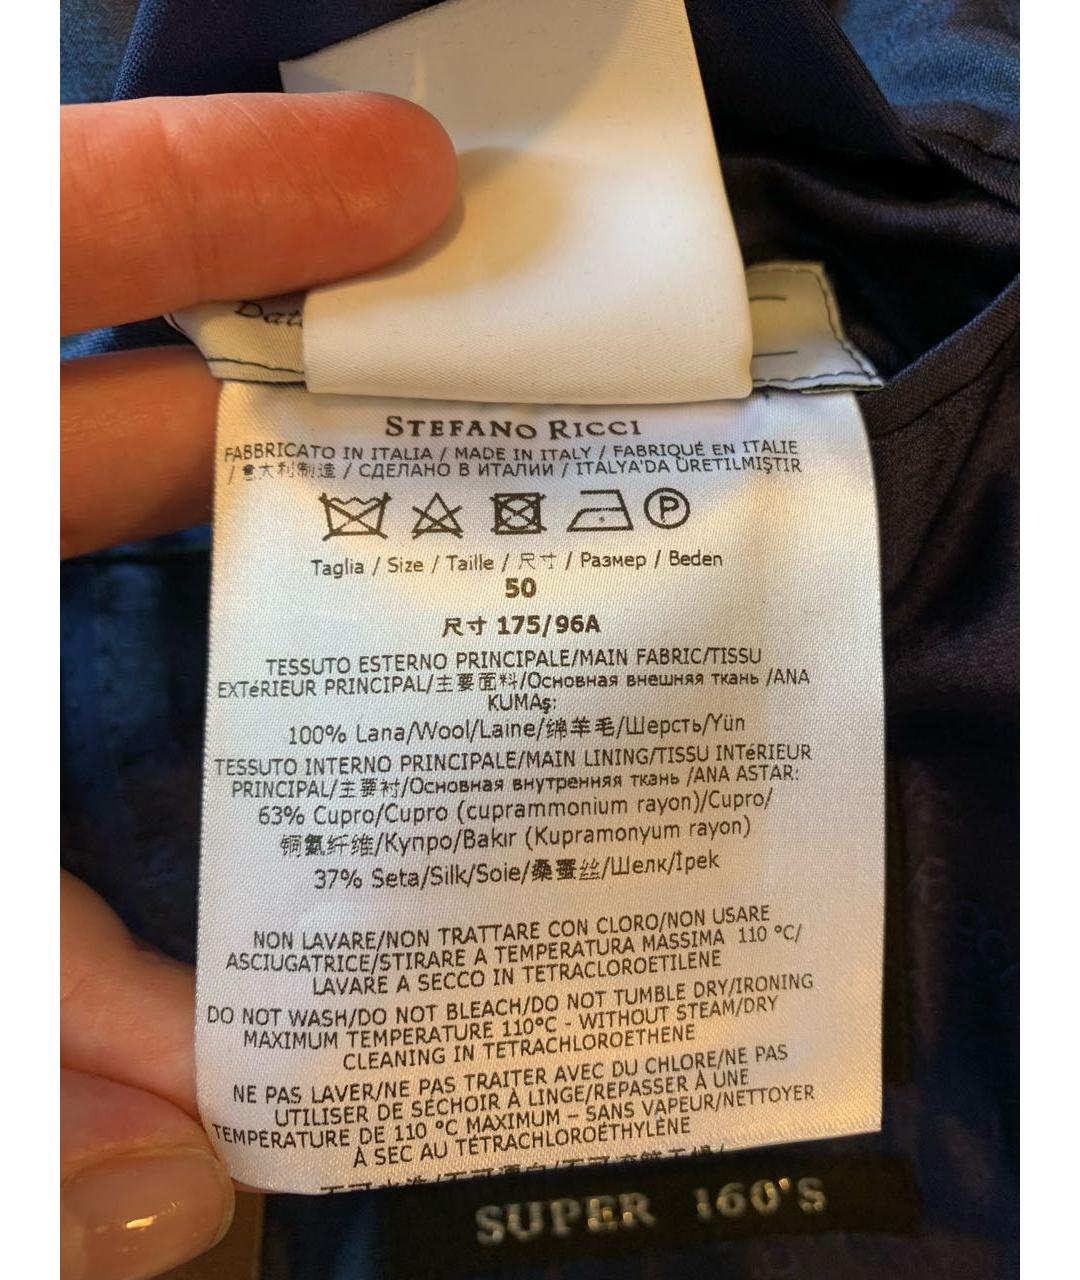 STEFANO RICCI
FABBRICATO IN ITALIA / MADE IN ITALY / FABRIQUÉ EN ITALIE
/ 意大利制造 / СДЕЛАНО В ИТАЛИИ / İTALYA'DA ÜRETILMIŞTIR
P
Taglia / Size / Taille / 尺寸 / Размер / Beden
50
尺寸 175/96A
TESSUTO ESTERNO PRINCIPALE/MAIN FABRIC/TISSU
EXTéRIEUR PRINCIPAL/主要面料/Основная внешняя ткань /ANA
KUMAş:
100% Lana/Wool/Laine/绵羊毛/Шерсть/Yün
TESSUTO INTERNO PRINCIPALE/MAIN LINING/TISSU INTéRIEUR
PRINCIPAL/主要衬/Основная внутренняя ткань /ANA ASTAR:
63% Cupro/Cupro (cuprammonium rayon)/Cupro/
铜氨纤维/Купро/Bakır (Kupramonyum rayon)
37% Seta/Silk/Soie/桑蚕丝/Шелк/İpek
NON LAVARE/NON TRATTARE CON CLORO/NON USARE
ASCIUGATRICE/STIRARE A TEMPERATURA MASSIMA 110 °C/
LAVARE A SECCO IN TETRACLOROETILENE
DO NOT WASH/DO NOT BLEACH/DO NOT TUMBLE DRY/IRONING
MAXIMUM TEMPERATURE 110°C - WITHOUT STEAM/DRY
CLEANING IN TETRACHLOROETHENE
NE PAS LAVER/NE PAS TRAITER AVEC DU CHLORE/NE PAS
UTILISER DE SÉCHOIR À LINGE/REPASSER À UNE
TEMPÉRATURE DE 110 °C MAXIMUM – SANS VAPEUR/NETTOYER
À SEC AU TÉTRACHLOROÉTHYLÈNE
SUPER 160'S